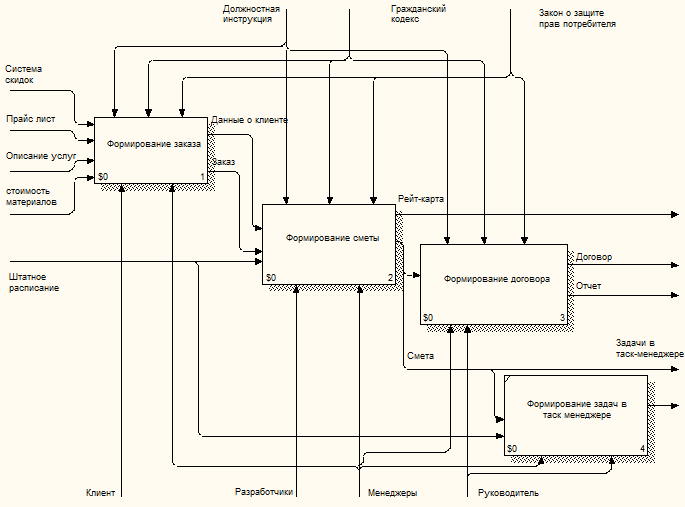 Должностная
инструкция
Гражданский
кодекс
Закон о защите
прав потребителя
Система
скидок
Прайс лист
Описание услуг
стоимость
материалов
Данные о клиенте
Формирование заказа
$0
1
Заказ
Рейт-карта
Формирование сметы
$0
2
Штатное
расписание
Договор
Формирование договора
Отчет
$0
3
Задачи в
таск-менеджере
Смета
Формирование задач в
таск менеджере
$0
4
Клиент
Разработчики
Менеджеры
Руководитель